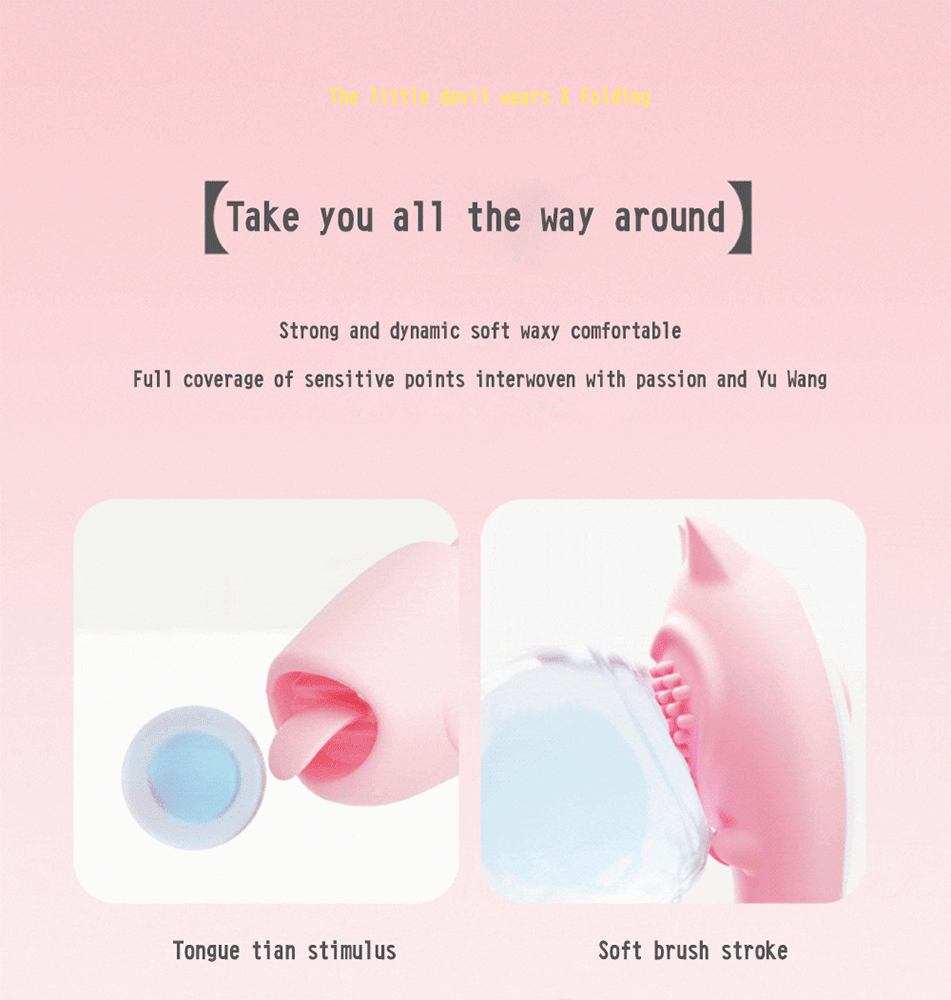 The little devil wears X Folding
【Take you all the way around】
Strong and dynamic soft waxy comfortable
Full coverage of sensitive points interwoven with passion and Yu Wang
Tongue tian stimulus
Soft brush stroke